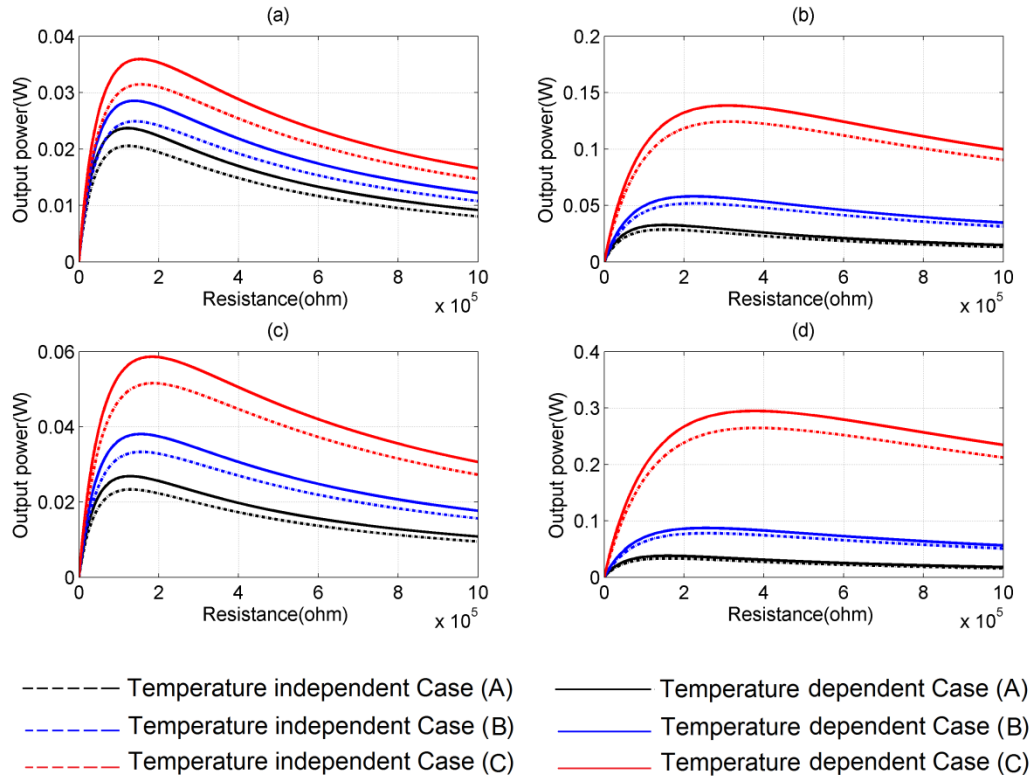 (a)
0.04
0.03
0.02
0.01
0
Output power(W)
0 2 4 6 8 10
Resistance(ohm)
x 10^5
(b)
0.2
0.15
0.1
0.05
0
Output power(W)
0 2 4 6 8 10
Resistance(ohm)
x 10^5
(c)
0.06
0.04
0.02
0
Output power(W)
0 2 4 6 8 10
Resistance(ohm)
x 10^5
(d)
0.4
0.3
0.2
0.1
0
Output power(W)
0 2 4 6 8 10
Resistance(ohm)
x 10^5
Temperature independent Case (A)
Temperature dependent Case (A)
Temperature independent Case (B)
Temperature dependent Case (B)
Temperature independent Case (C)
Temperature dependent Case (C)